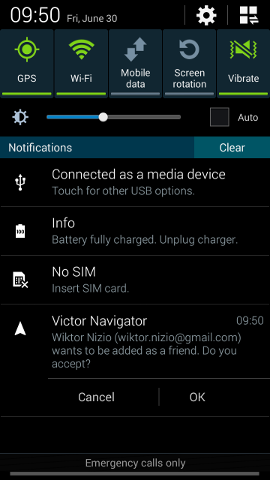 09:50 Fri, June 30
GPS
Wi-Fi
Mobile
data
Screen
rotation
Vibrate
Auto
Notifications
Clear
Connected as a media device
Touch for other USB options.
100
Info
Battery fully charged. Unplug charger.
No SIM
Insert SIM card.
Victor Navigator 09:50
Wiktor Nizio (wiktor.nizio@gmail.com)
wants to be added as a friend. Do you
accept?
Cancel
OK
Emergency calls only